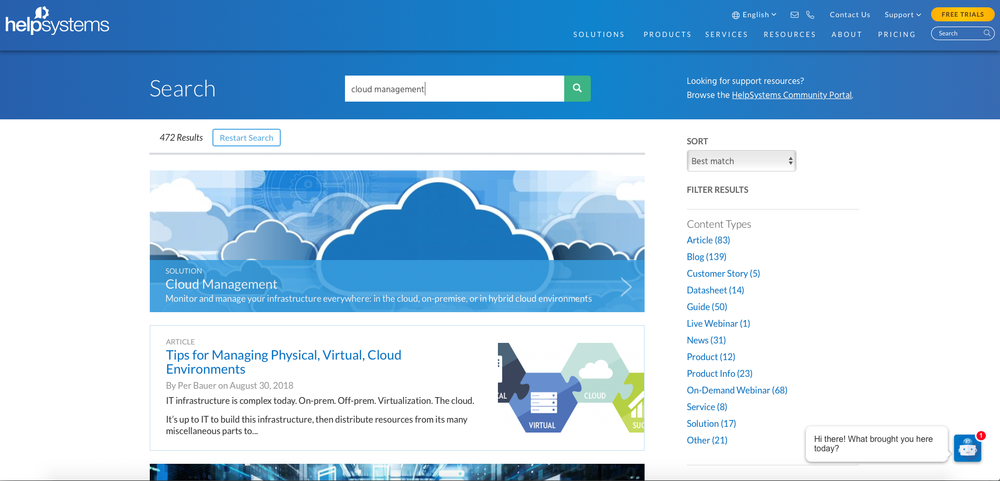 helpsystems
English
Contact Us
Support
FREE TRIALS
SOLUTIONS
PRODUCTS
SERVICES
RESOURCES
ABOUT
PRICING
Search
Search
cloud management
Looking for support resources?
Browse the HelpSystems Community Portal.
472 Results
Restart Search
SOLUTION
Cloud Management
Monitor and manage your infrastructure everywhere: in the cloud, on-premise, or in hybrid cloud environments
ARTICLE
Tips for Managing Physical, Virtual, Cloud
Environments
By Per Bauer on August 30, 2018
IT infrastructure is complex today. On-prem. Off-prem. Virtualization. The cloud.
It’s up to IT to build this infrastructure, then distribute resources from its many
miscellaneous parts to...
CAL
VIRTUAL
CLOUD
SUC
SORT
Best match
FILTER RESULTS
Content Types
Article (83)
Blog (139)
Customer Story (5)
Datasheet (14)
Guide (50)
Live Webinar (1)
News (31)
Product (12)
Product Info (23)
On-Demand Webinar (68)
Service (8)
Solution (17)
Other (21)
Hi there! What brought you here
today?
1